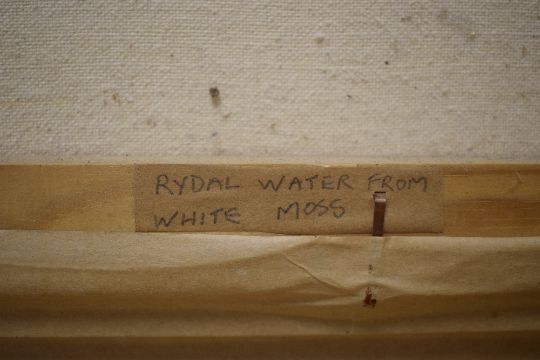 RYDAL WATER FROM
WHITE MOSS